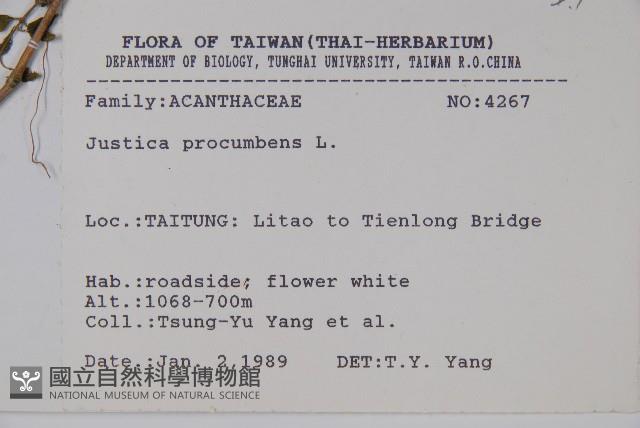 FLORA OF TAIWAN(THAI-HERBARIUM)
DEPARTMENT OF BIOLOGY, TUNGHAI UNIVERSITY, TAIWAN R.O.CHINA
Family:ACANTHACEAE NO:4267
Justica procumbens L.
Loc.:TAITUNG: Litao to Tienlong Bridge
Hab.:roadside; flower white
Alt.:1068-700m
Coll.:Tsung-Yu Yang et al.
Date.:Jan. 2,1989 DET:T.Y. Yang
國立自然科學博物館
NATIONAL MUSEUM OF NATURAL SCIENCE